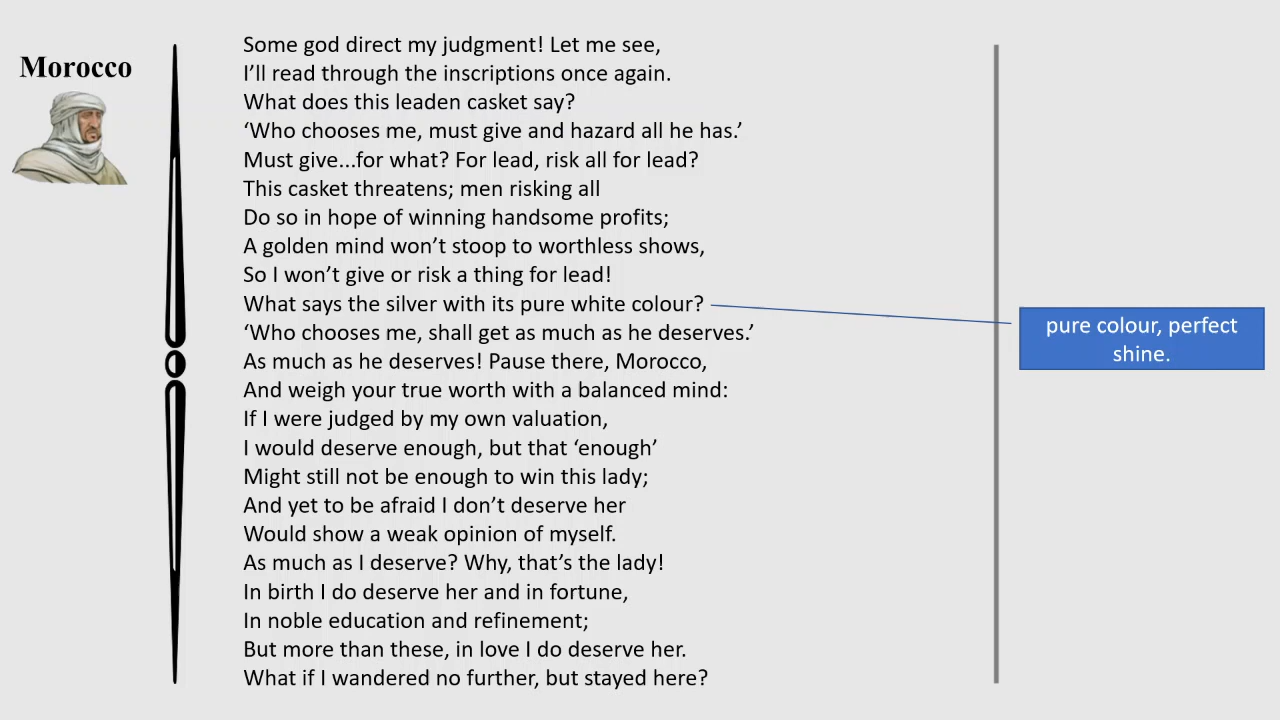 Morocco
Some god direct my judgment! Let me see,
I’ll read through the inscriptions once again.
What does this leaden casket say?
‘Who chooses me, must give and hazard all he has.’
Must give...for what? For lead, risk all for lead?
This casket threatens; men risking all
Do so in hope of winning handsome profits;
A golden mind won’t stoop to worthless shows,
So I won’t give or risk a thing for lead!
What says the silver with its pure white colour?
‘Who chooses me, shall get as much as he deserves.’
As much as he deserves! Pause there, Morocco,
And weigh your true worth with a balanced mind:
If I were judged by my own valuation,
I would deserve enough, but that ‘enough’
Might still not be enough to win this lady;
And yet to be afraid I don’t deserve her
Would show a weak opinion of myself.
As much as I deserve? Why, that’s the lady!
In birth I do deserve her and in fortune,
In noble education and refinement;
But more than these, in love I do deserve her.
What if I wandered no further, but stayed here?
pure colour, perfect
shine.